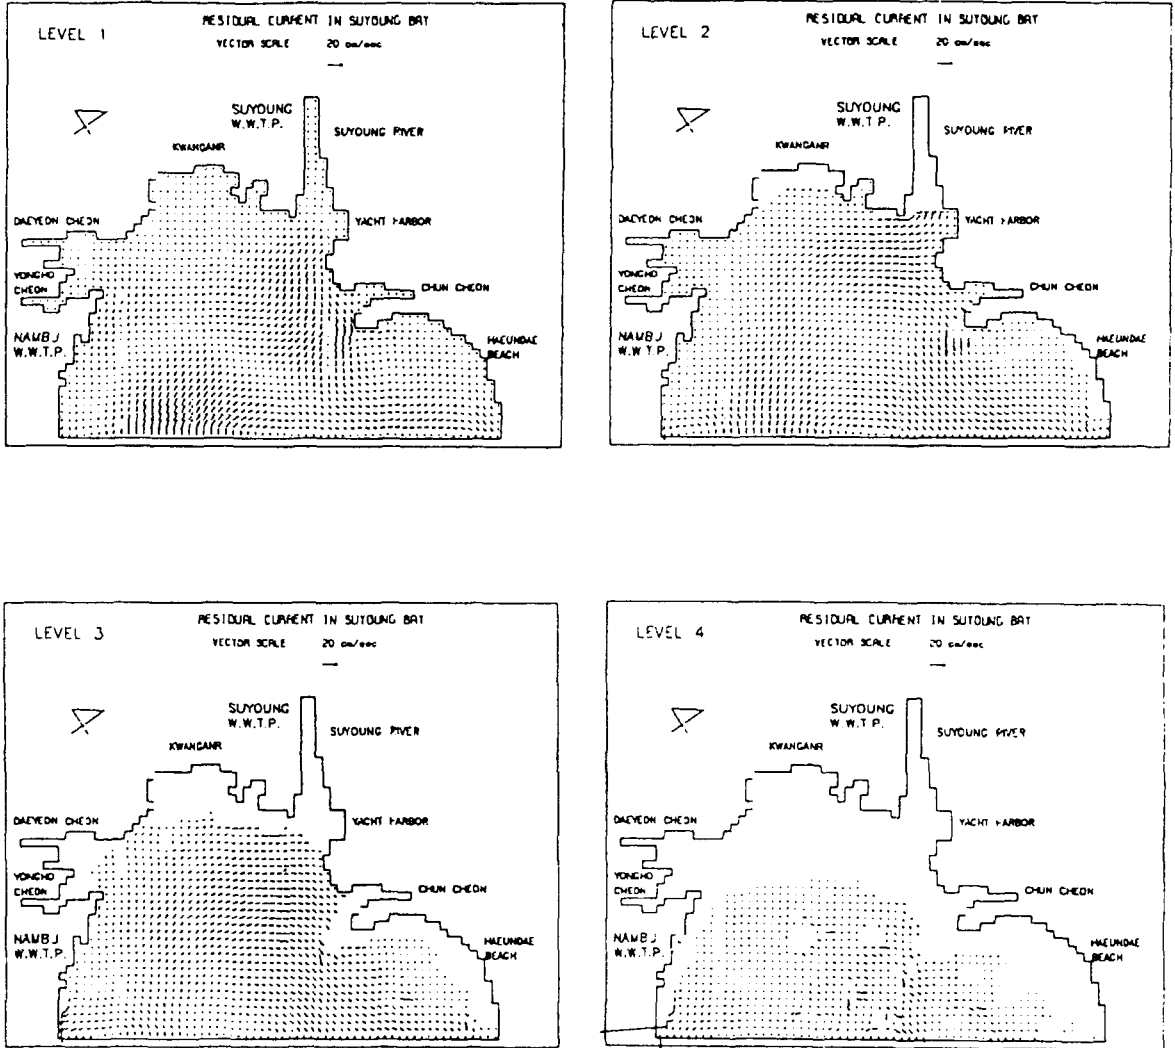 LEVEL 1
RESIDUAL CURRENT IN SUYOUNG BAY
VECTOR SCALE 20 cm/sec
SUYOUNG
W.W.T.P.
SUYOUNG RIVER
KWANGANR
DAEYEON CHEON
YACHT HARBOR
YONGHO
CHEON
CHUN CHEON
NAMBU
W.W.T.P.
HAEUNDAE
BEACH
LEVEL 2
RESIDUAL CURRENT IN SUYOUNG BAY
VECTOR SCALE 20 cm/sec
SUYOUNG
W.W.T.P.
SUYOUNG RIVER
KWANGANR
DAEYEON CHEON
YACHT HARBOR
YONGHO
CHEON
CHUN CHEON
NAMBU
W.W.T.P.
HAEUNDAE
BEACH
LEVEL 3
RESIDUAL CURRENT IN SUYOUNG BAY
VECTOR SCALE 20 cm/sec
SUYOUNG
W.W.T.P.
SUYOUNG RIVER
KWANGANR
DAEYEON CHEON
YACHT HARBOR
YONGHO
CHEON
CHUN CHEON
NAMBU
W.W.T.P.
HAEUNDAE
BEACH
LEVEL 4
RESIDUAL CURRENT IN SUYOUNG BAY
VECTOR SCALE 20 cm/sec
SUYOUNG
W.W.T.P.
SUYOUNG RIVER
KWANGANR
DAEYEON CHEON
YACHT HARBOR
YONGHO
CHEON
CHUN CHEON
NAMBU
W.W.T.P.
HAEUNDAE
BEACH